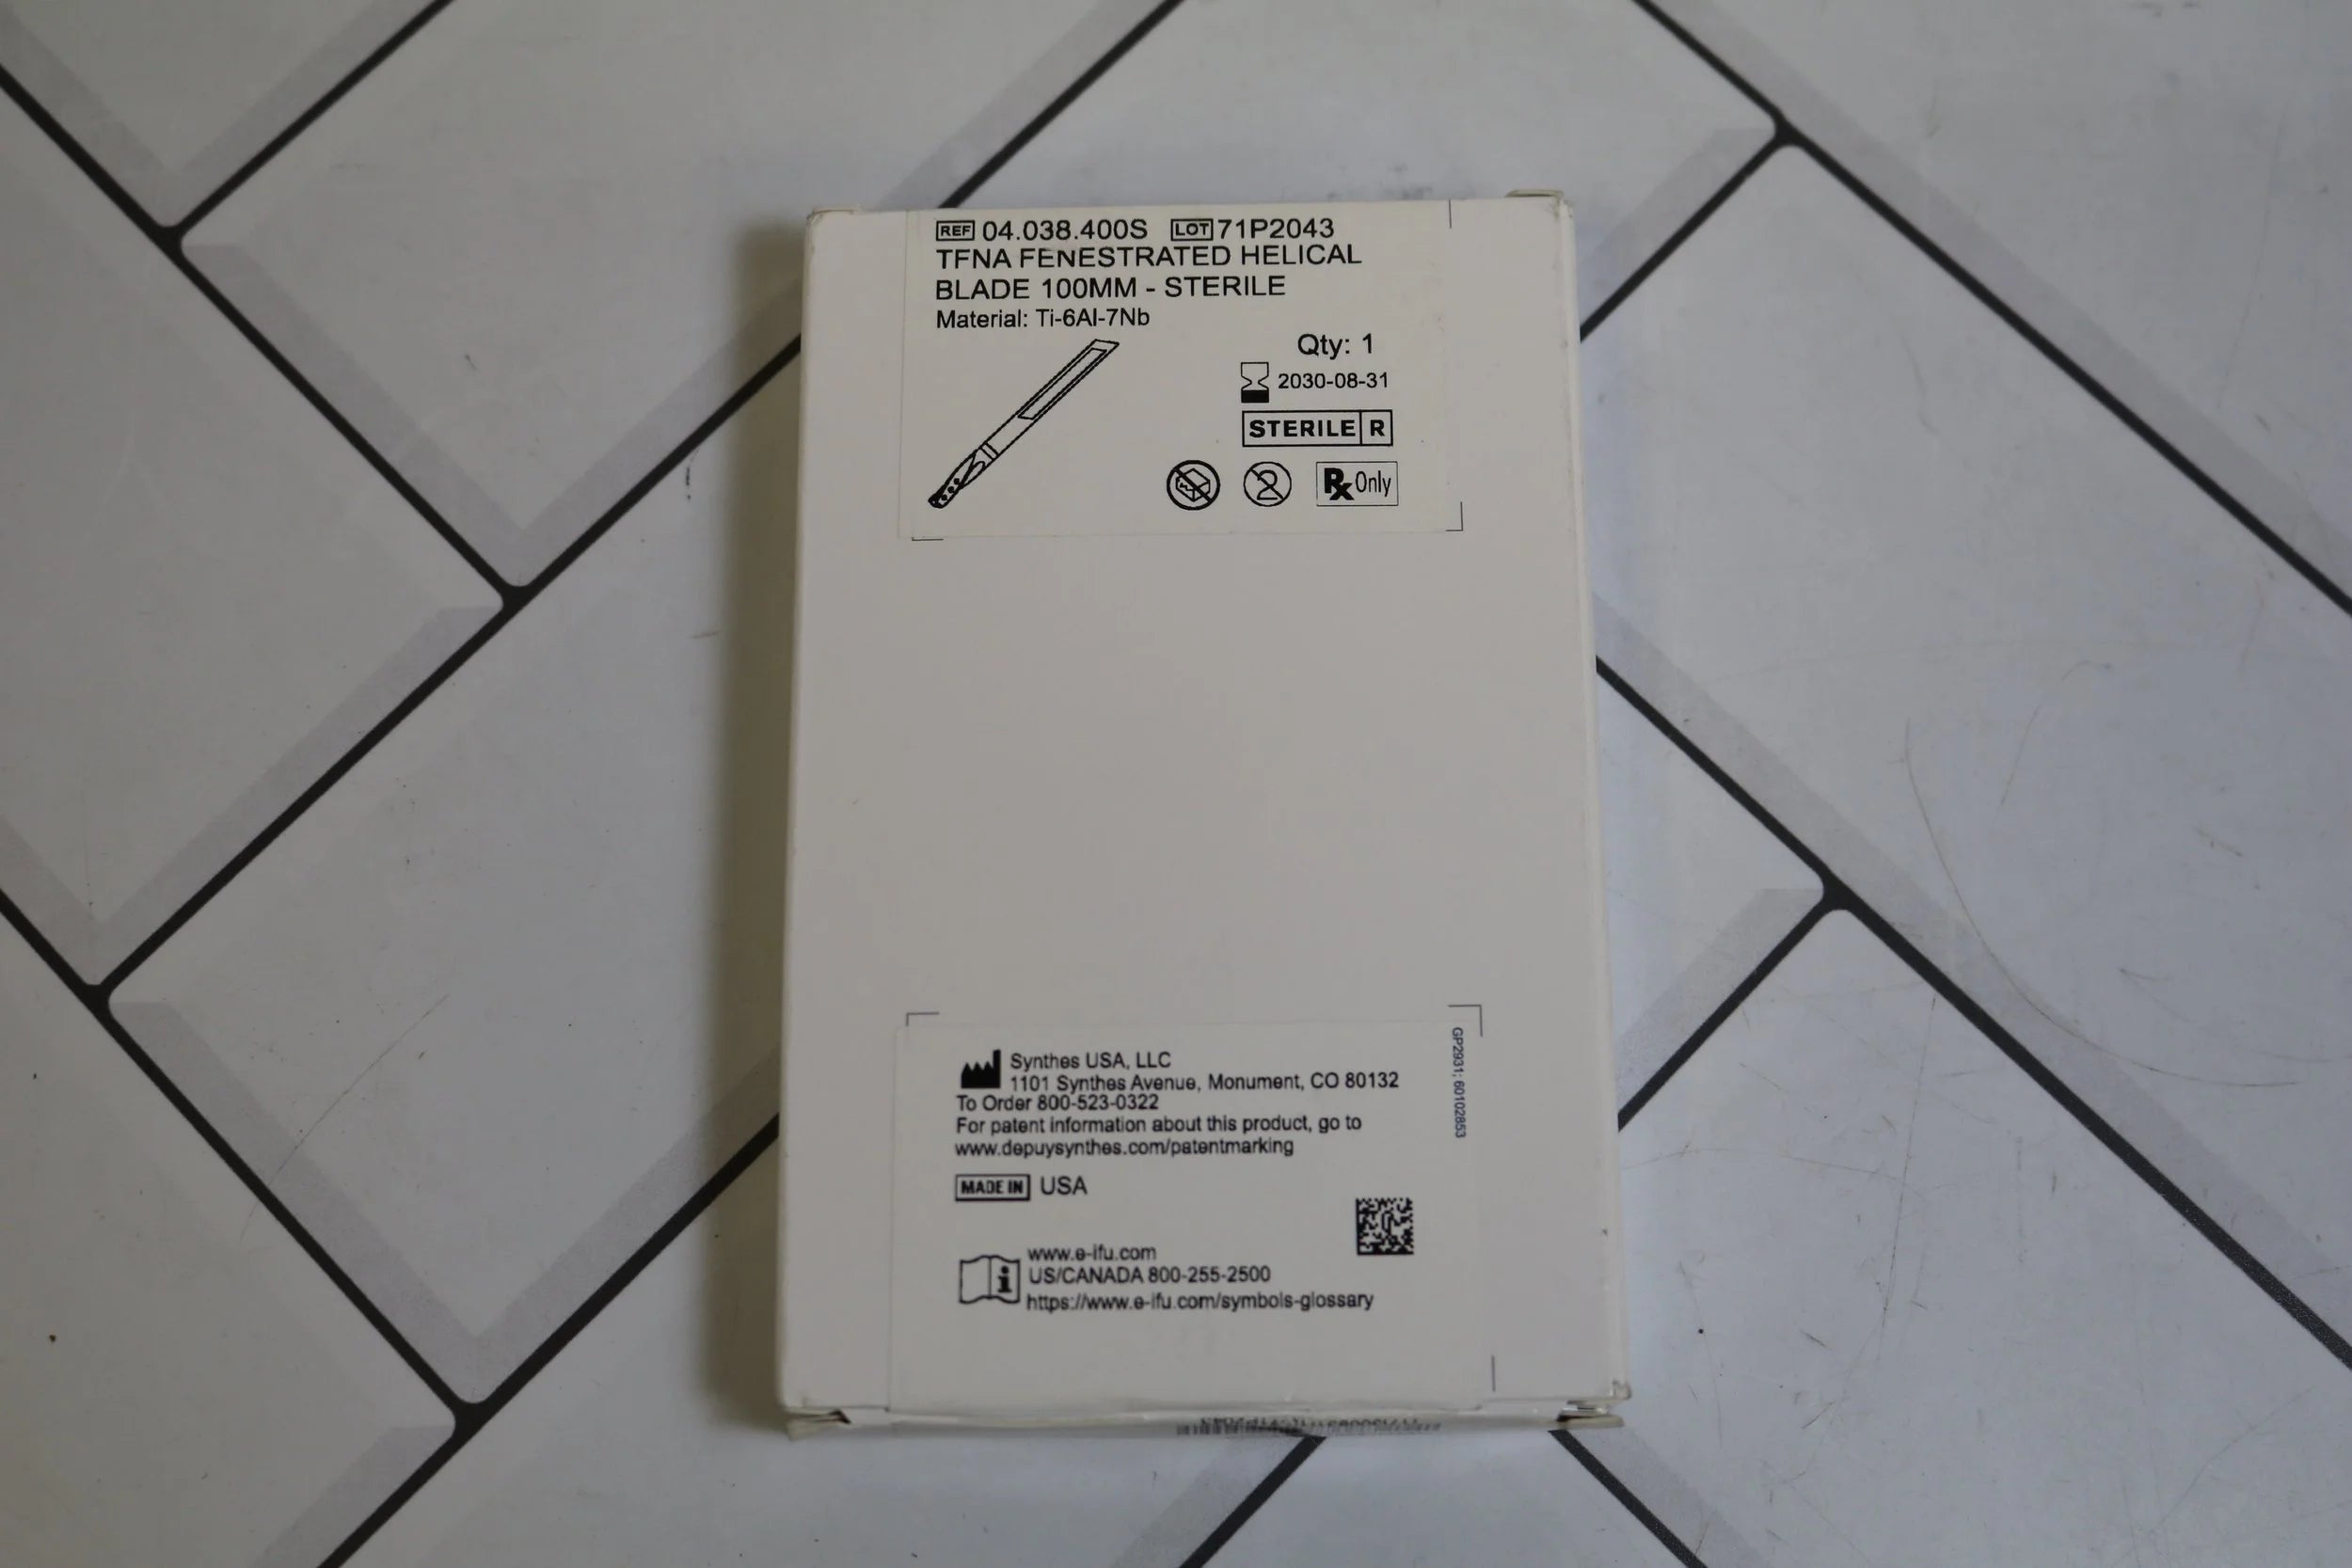 REF 04.038.400S LOT 71P2043
TFNA FENESTRATED HELICAL
BLADE 100MM - STERILE
Material: Ti-6Al-7Nb
Qty: 1
2030-08-31
STERILE R
2 Rx Only
GP2931; 60102853
Synthes USA, LLC
1101 Synthes Avenue, Monument, CO 80132
To Order 800-523-0322
For patent information about this product, go to
www.depuysynthes.com/patentmarking
MADE IN USA
www.e-ifu.com
US/CANADA 800-255-2500
https://www.e-ifu.com/symbols-glossary